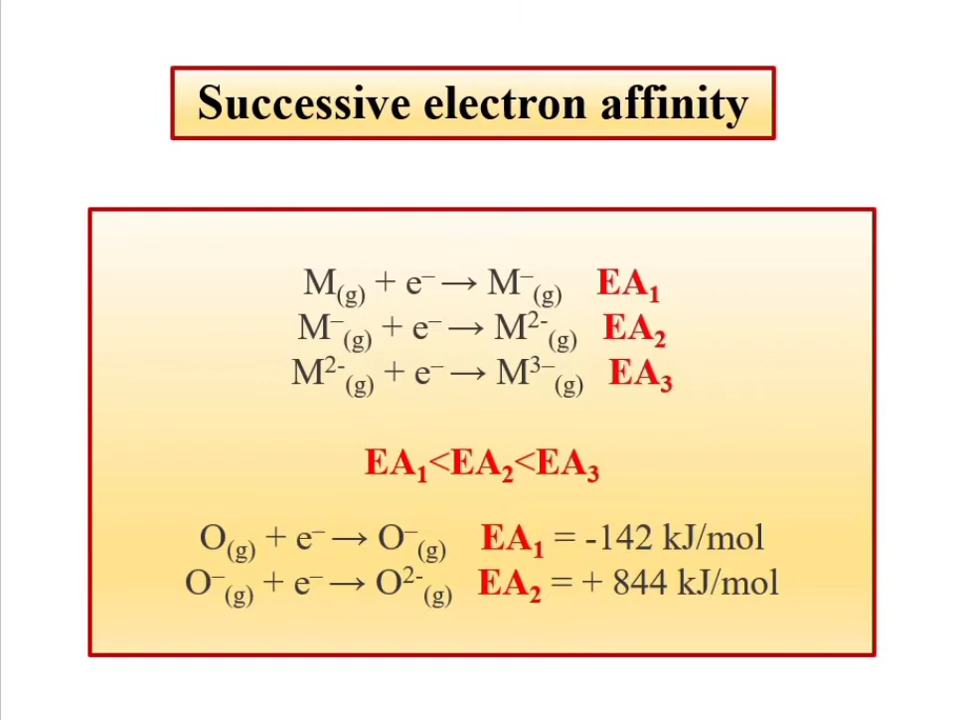 Successive electron affinity
M(g) + e⁻ → M⁻(g) EA₁
M⁻(g) + e⁻ → M²⁻(g) EA₂
M²⁻(g) + e⁻ → M³⁻(g) EA₃
EA₁<EA₂<EA₃
O(g) + e⁻ → O⁻(g) EA₁ = -142 kJ/mol
O⁻(g) + e⁻ → O²⁻(g) EA₂ = + 844 kJ/mol